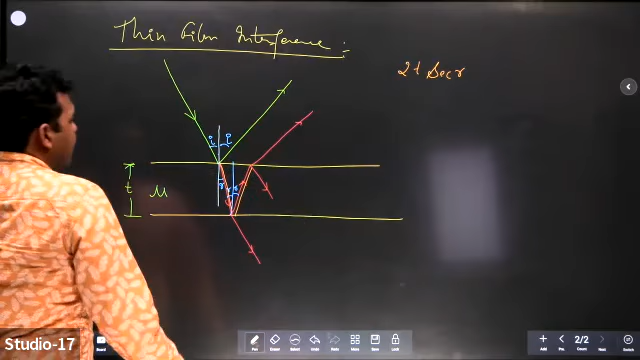 Thin Film Interference :-
2t Sec r
i i
r r r
t
μ
Studio-17
2/2